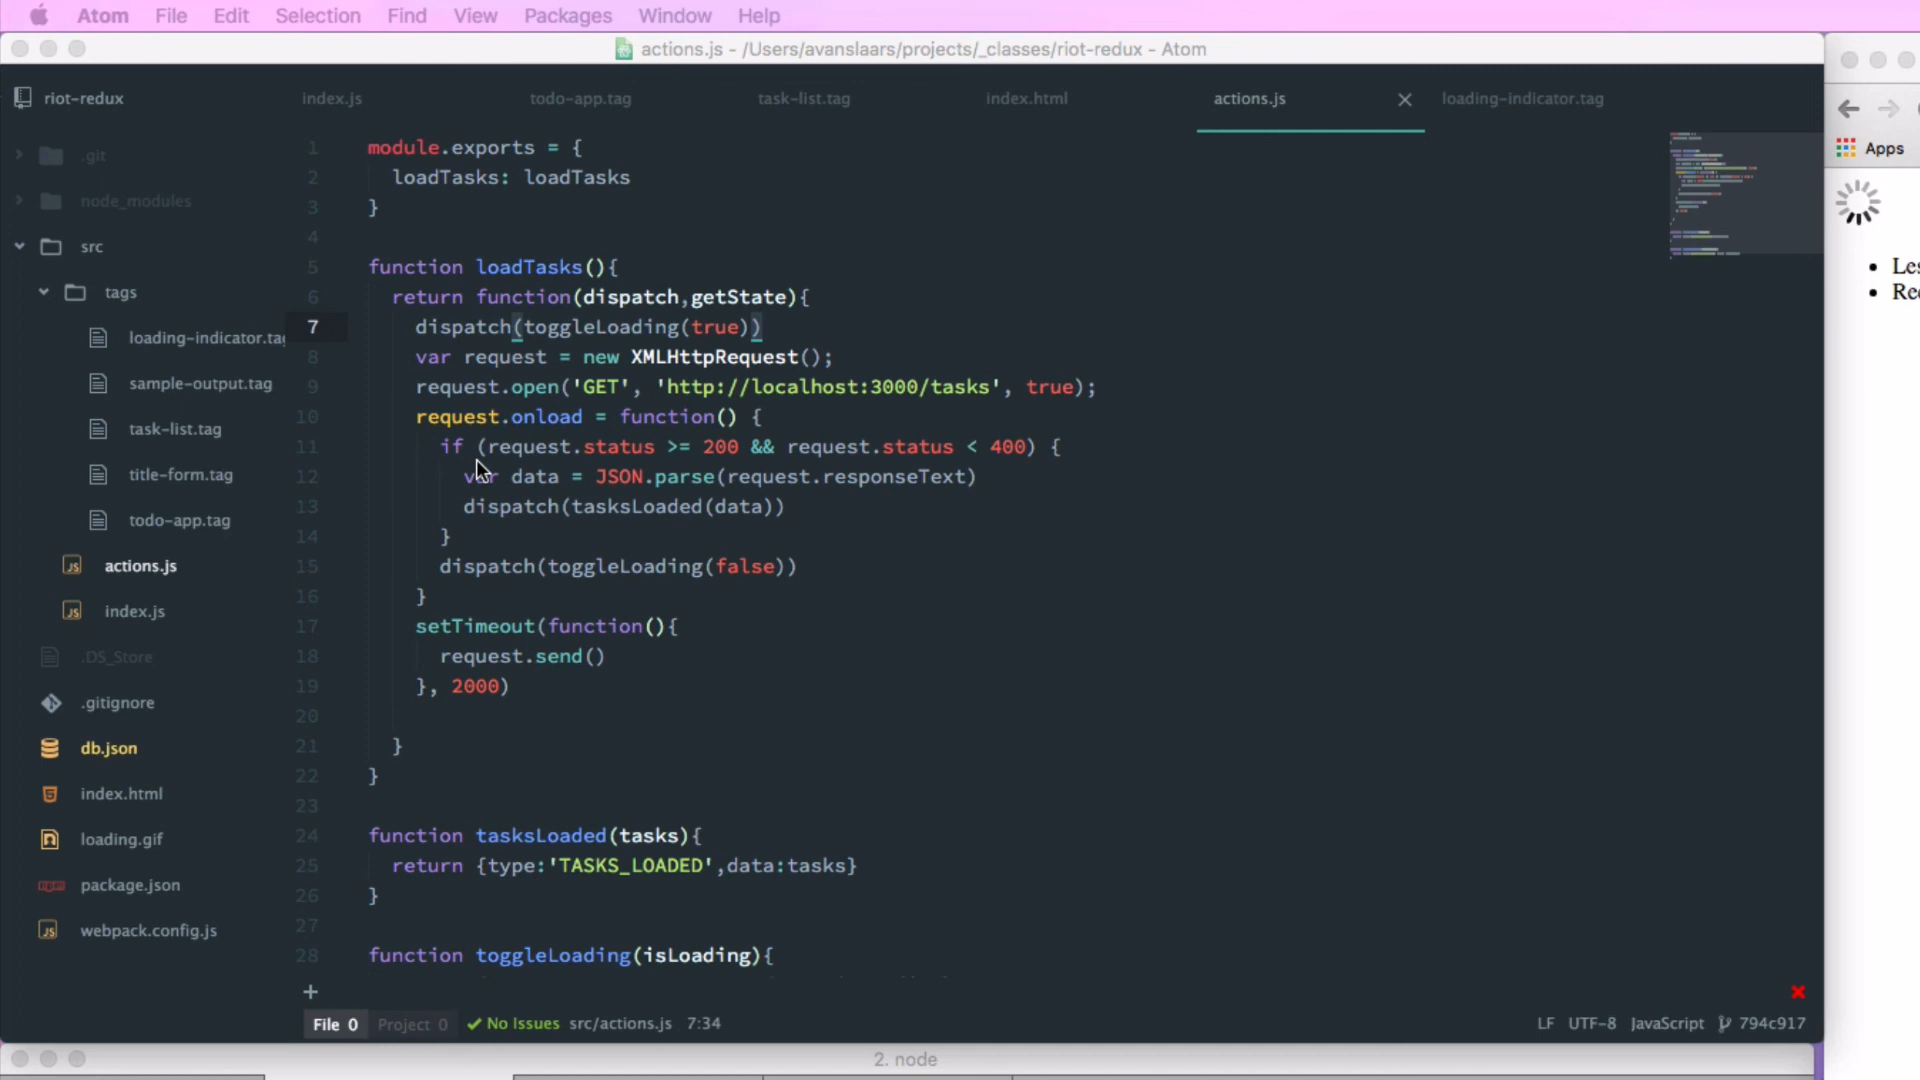 Atom File Edit Selection Find View Packages Window Help
actions.js - /Users/avanslaars/projects/_classes/riot-redux - Atom
riot-redux
index.js
todo-app.tag
task-list.tag
index.html
actions.js
loading-indicator.tag
.git
node_modules
src
tags
loading-indicator.tag
sample-output.tag
task-list.tag
title-form.tag
todo-app.tag
actions.js
index.js
.DS_Store
.gitignore
db.json
index.html
loading.gif
package.json
webpack.config.js
1 module.exports = {
2 loadTasks: loadTasks
3 }
4
5 function loadTasks(){
6 return function(dispatch,getState){
7 dispatch(toggleLoading(true))
8 var request = new XMLHttpRequest();
9 request.open('GET', 'http://localhost:3000/tasks', true);
10 request.onload = function() {
11 if (request.status >= 200 && request.status < 400) {
12 var data = JSON.parse(request.responseText)
13 dispatch(tasksLoaded(data))
14 }
15 dispatch(toggleLoading(false))
16 }
17 setTimeout(function(){
18 request.send()
19 }, 2000)
20
21 }
22 }
23
24 function tasksLoaded(tasks){
25 return {type:'TASKS_LOADED',data:tasks}
26 }
27
28 function toggleLoading(isLoading){
+
File 0 Project 0 No Issues src/actions.js 7:34
LF UTF-8 JavaScript 794c917
2. node
Apps